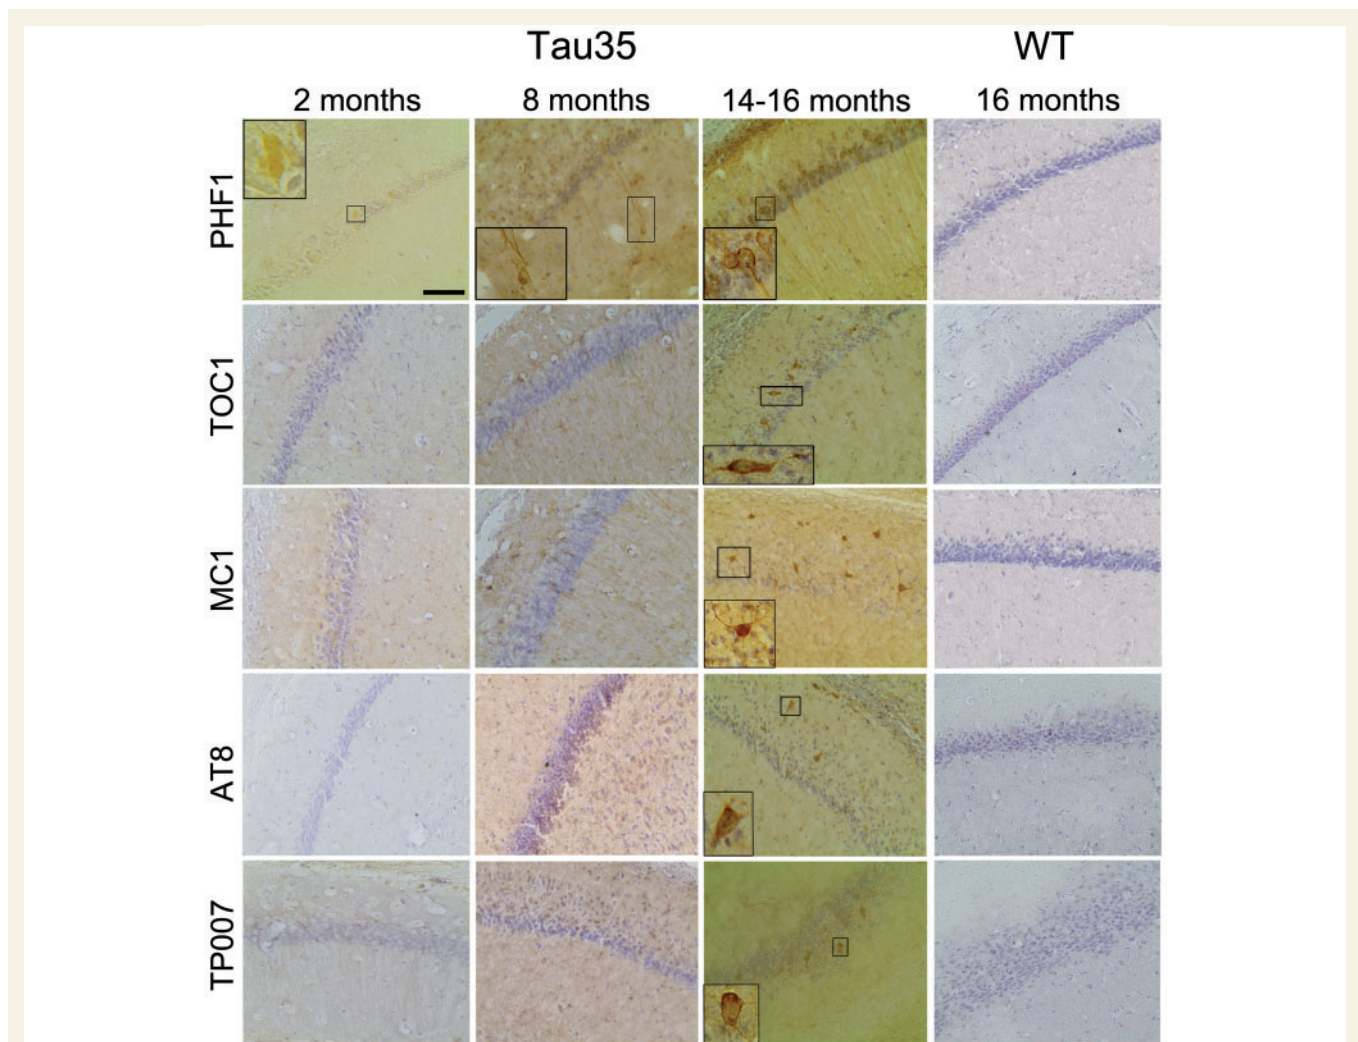 Tau35 WT
2 months 8 months 14-16 months 16 months
PHF1
TOC1
MC1
AT8
TP007